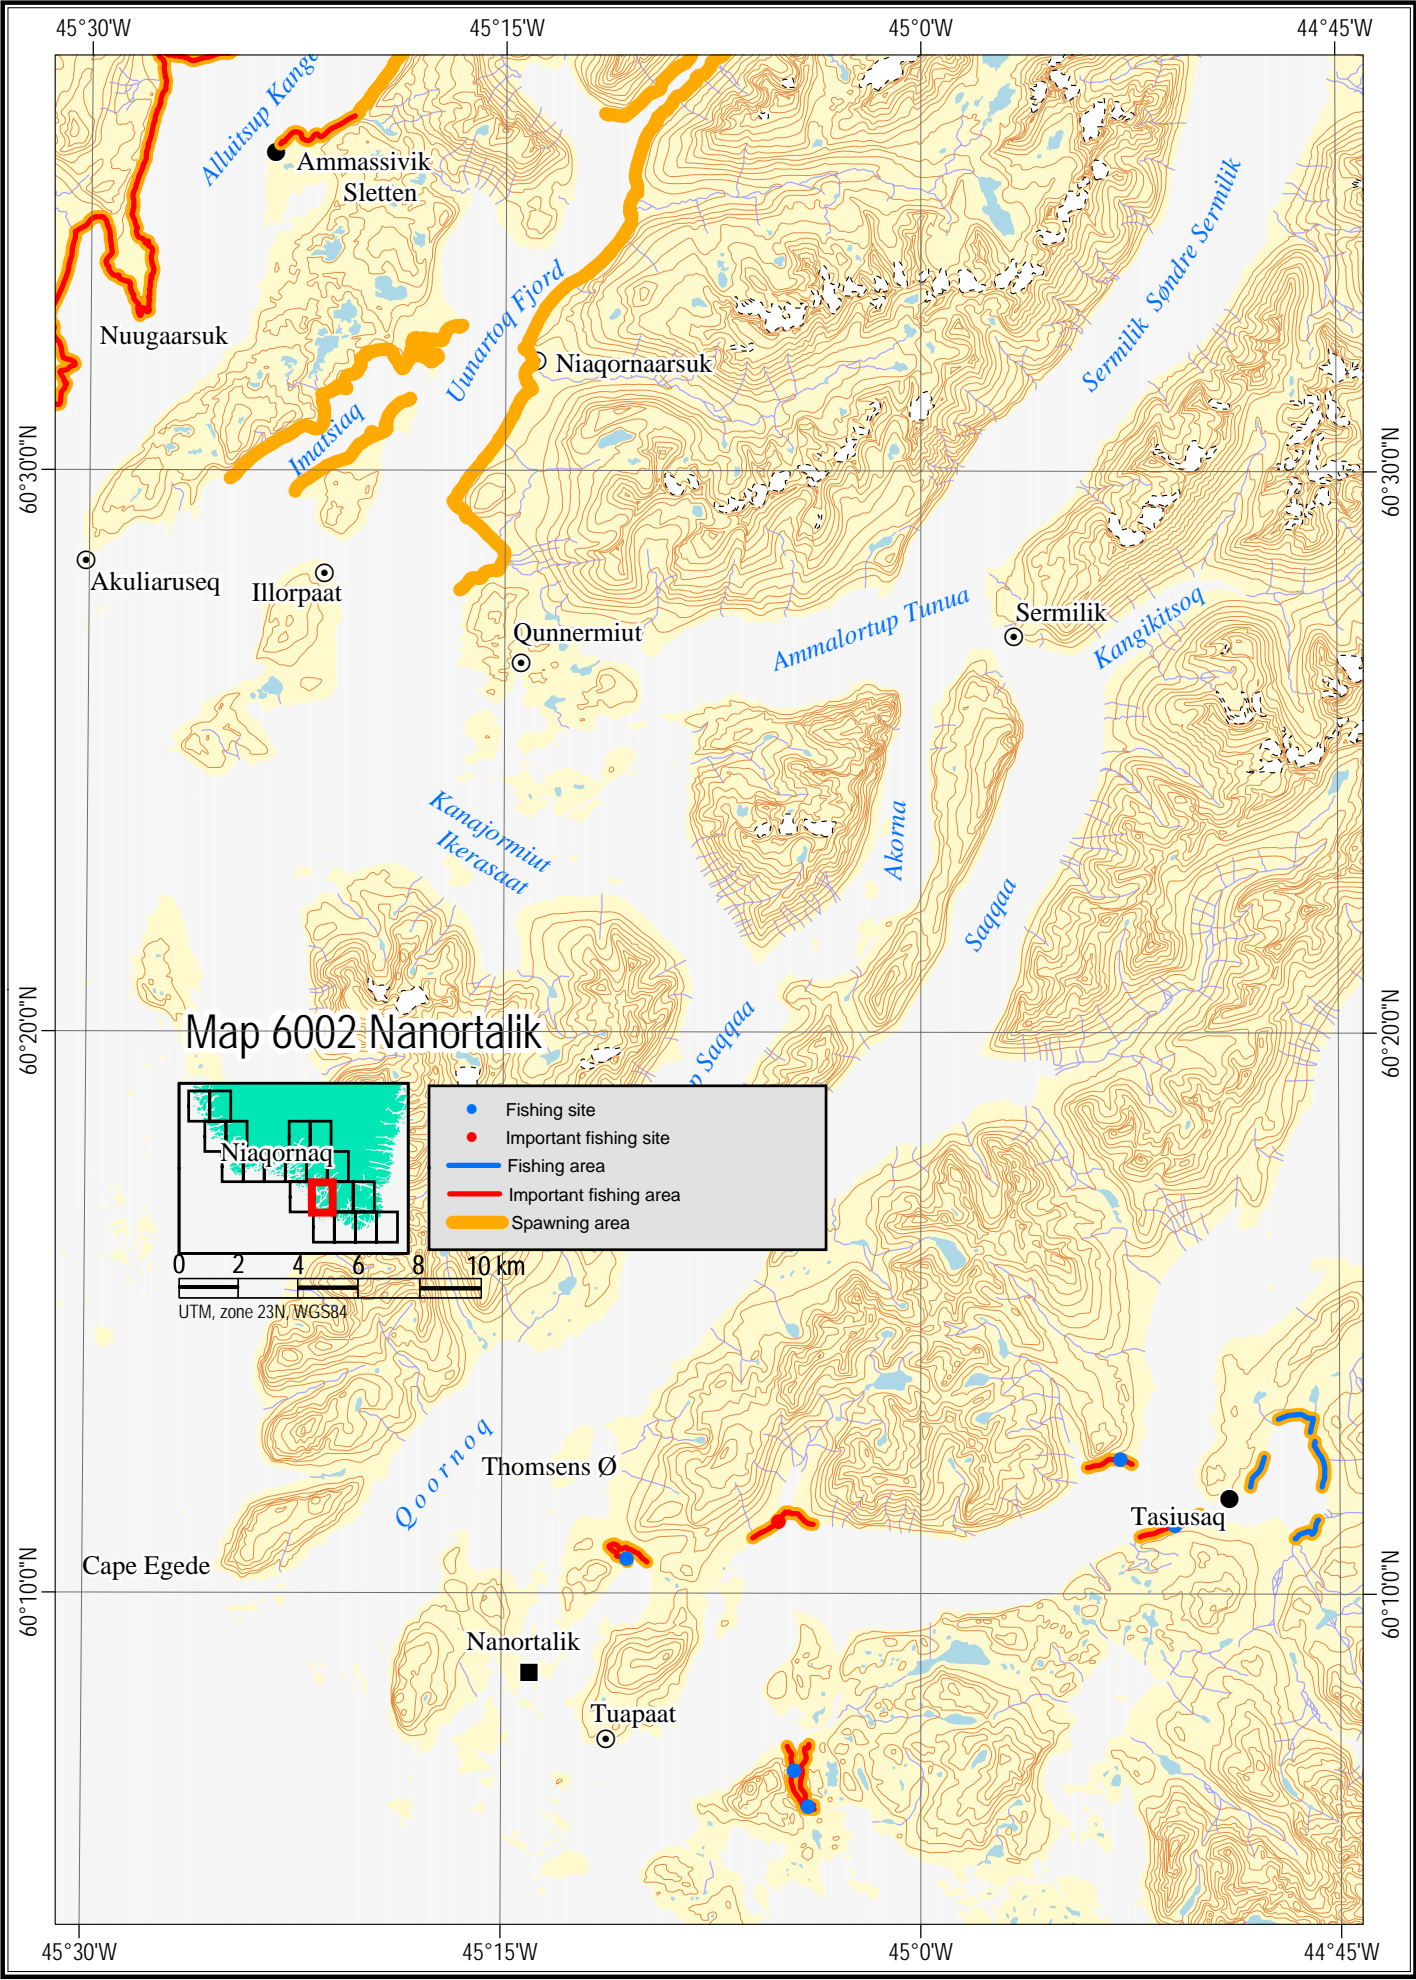 45°30'W 45°15'W 45°0'W 44°45'W
Alluitsup Kange
Ammassivik
Sletten
Sermilik Søndre Sermilik
Uunartoq Fjord
Nuugaarsuk
Niaqornaarsuk
Imatsiaq
60°30'0"N 60°30'0"N
Akuliaruseq
Illorpaat
Ammalortup Tunua
Sermilik
Kangikitsoq
Qunnermiut
Kanajormiut
Ikerasaat
Akorna
Saqqaa
60°20'0"N 60°20'0"N
p Saqqaa
Map 6002 Nanortalik
Niaqornaq
Fishing site
Important fishing site
Fishing area
Important fishing area
Spawning area
0 2 4 6 8 10 km
UTM, zone 23N, WGS84
Qoornoq
Thomsens Ø
Tasiusaq
Cape Egede
60°10'0"N 60°10'0"N
Nanortalik
Tuapaat
45°30'W 45°15'W 45°0'W 44°45'W